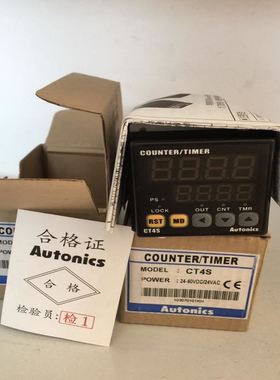 COUNTER/TIMER
PS
LOCK
OUT CNT TMR
RST MD
CT4S
Autonics
合格证
Autonics
合格
检验员：检1
COUNTER/TIMER
MODEL : CT4S
POWER : 24-60VDC/24VAC
CE